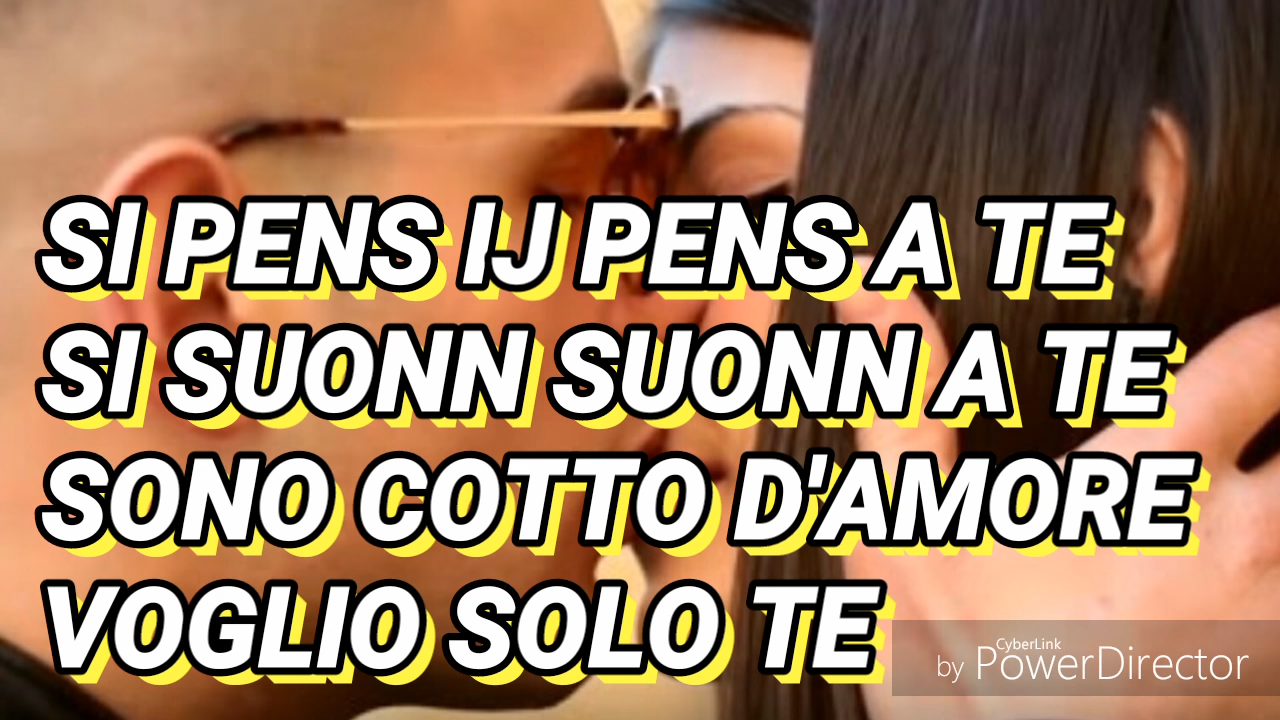 SI PENS IJ PENS A TE
SI SUONN SUONN A TE
SONO COTTO D'AMORE
VOGLIO SOLO TE
CyberLink
by PowerDirector